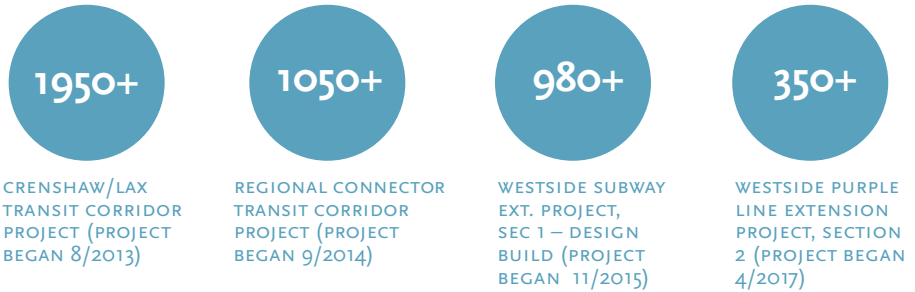 1950+
CRENSHAW/LAX
TRANSIT CORRIDOR
PROJECT (PROJECT
BEGAN 8/2013)
1050+
REGIONAL CONNECTOR
TRANSIT CORRIDOR
PROJECT (PROJECT
BEGAN 9/2014)
980+
WESTSIDE SUBWAY
EXT. PROJECT,
SEC 1 – DESIGN
BUILD (PROJECT
BEGAN 11/2015)
350+
WESTSIDE PURPLE
LINE EXTENSION
PROJECT, SECTION
2 (PROJECT BEGAN
4/2017)